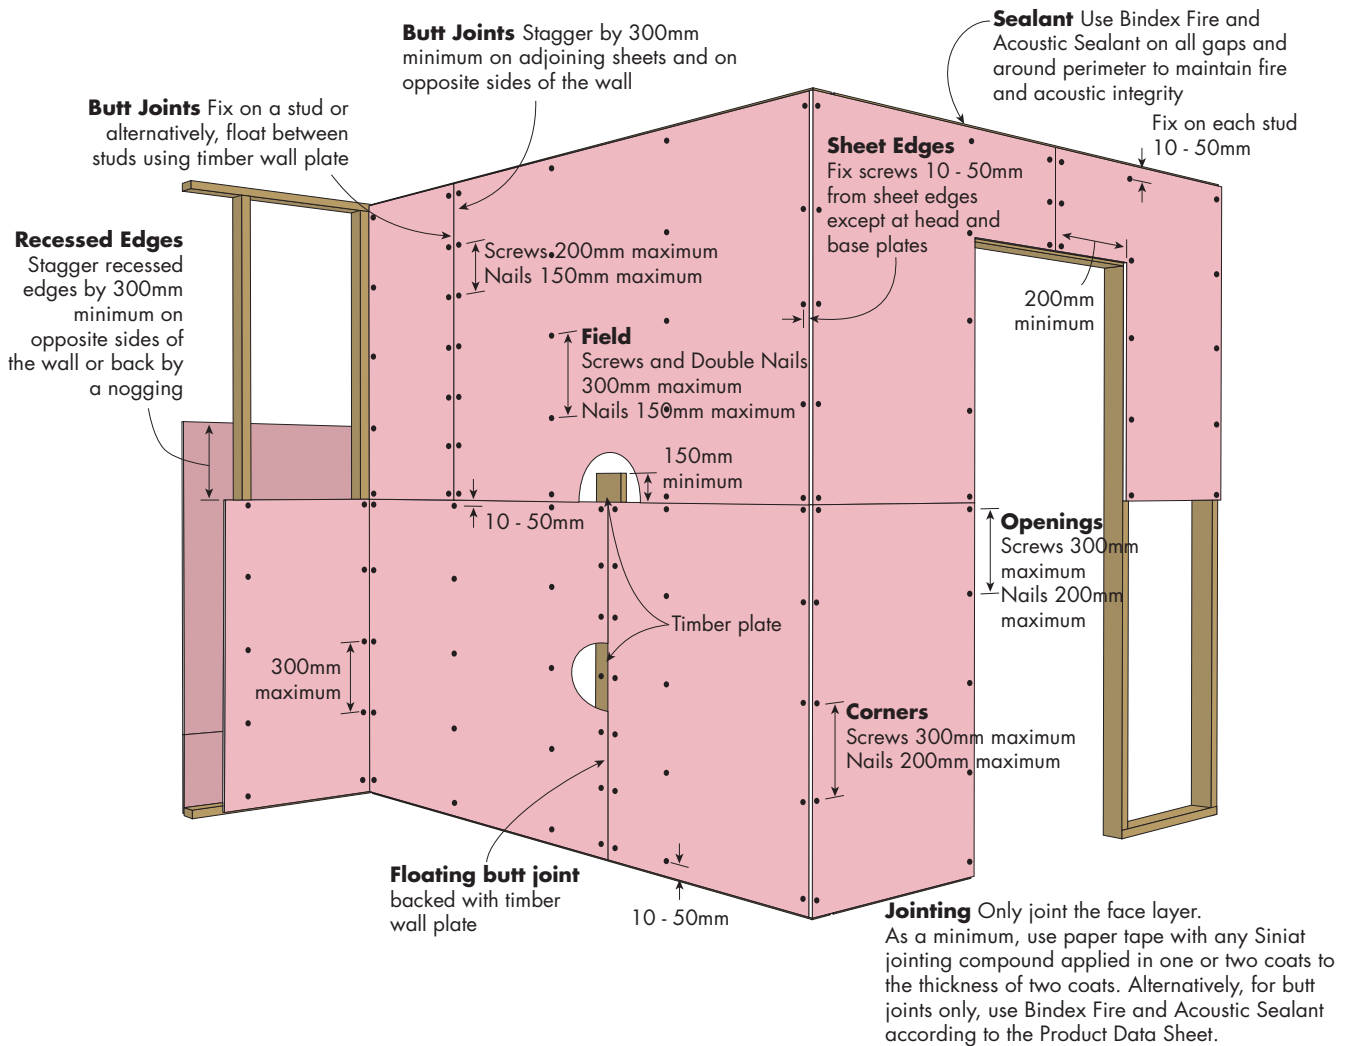 Butt Joints Stagger by 300mm
minimum on adjoining sheets and on
opposite sides of the wall
Sealant Use Bindex Fire and
Acoustic Sealant on all gaps and
around perimeter to maintain fire
and acoustic integrity
Butt Joints Fix on a stud or
alternatively, float between
studs using timber wall plate
Fix on each stud
10 - 50mm
Sheet Edges
Fix screws 10 - 50mm
from sheet edges
except at head and
base plates
Recessed Edges
Stagger recessed
edges by 300mm
minimum on
opposite sides of
the wall or back by
a nogging
Screws 200mm maximum
Nails 150mm maximum
200mm
minimum
Field
Screws and Double Nails
300mm maximum
Nails 150mm maximum
150mm
minimum
10 - 50mm
Openings
Screws 300mm
maximum
Nails 200mm
maximum
Timber plate
300mm
maximum
Corners
Screws 300mm maximum
Nails 200mm maximum
Floating butt joint
backed with timber
wall plate
10 - 50mm
Jointing Only joint the face layer.
As a minimum, use paper tape with any Siniat
jointing compound applied in one or two coats to
the thickness of two coats. Alternatively, for butt
joints only, use Bindex Fire and Acoustic Sealant
according to the Product Data Sheet.